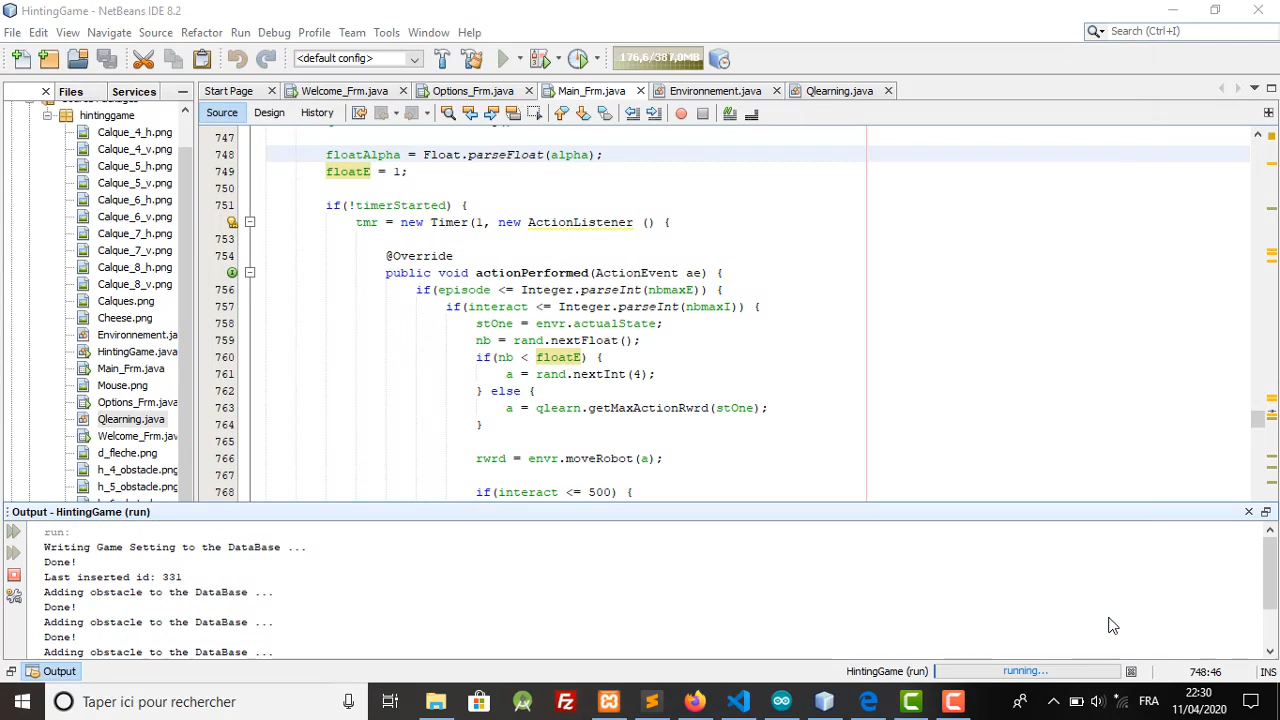 HintingGame - NetBeans IDE 8.2
File Edit View Navigate Source Refactor Run Debug Profile Team Tools Window Help
Search (Ctrl+I)
<default config>
176,6/387,0MB
Files Services
Start Page Welcome_Frm.java Options_Frm.java Main_Frm.java Environnement.java Qlearning.java
Source Design History
hintinggame
Calque_4_h.png
Calque_4_v.png
Calque_5_h.png
Calque_5_v.png
Calque_6_h.png
Calque_6_v.png
Calque_7_h.png
Calque_7_v.png
Calque_8_h.png
Calque_8_v.png
Calques.png
Cheese.png
Environnement.ja
HintingGame.java
Main_Frm.java
Mouse.png
Options_Frm.java
Qlearning.java
Welcome_Frm.jav
d_fleche.png
h_4_obstacle.png
h_5_obstacle.png
747
748 floatAlpha = Float.parseFloat(alpha);
749 floatE = 1;
750
751 if(!timerStarted) {
tmr = new Timer(1, new ActionListener () {
753
754 @Override
public void actionPerformed(ActionEvent ae) {
756 if(episode <= Integer.parseInt(nbmaxE)) {
757 if(interact <= Integer.parseInt(nbmaxI)) {
758 stOne = envr.actualState;
759 nb = rand.nextFloat();
760 if(nb < floatE) {
761 a = rand.nextInt(4);
762 } else {
763 a = qlearn.getMaxActionRwrd(stOne);
764 }
765
766 rwrd = envr.moveRobot(a);
767
768 if(interact <= 500) {
Output - HintingGame (run)
run:
Writing Game Setting to the DataBase ...
Done!
Last inserted id: 331
Adding obstacle to the DataBase ...
Done!
Adding obstacle to the DataBase ...
Done!
Adding obstacle to the DataBase ...
Output
HintingGame (run) running... 748:46 INS
Taper ici pour rechercher
FRA
22:30
11/04/2020